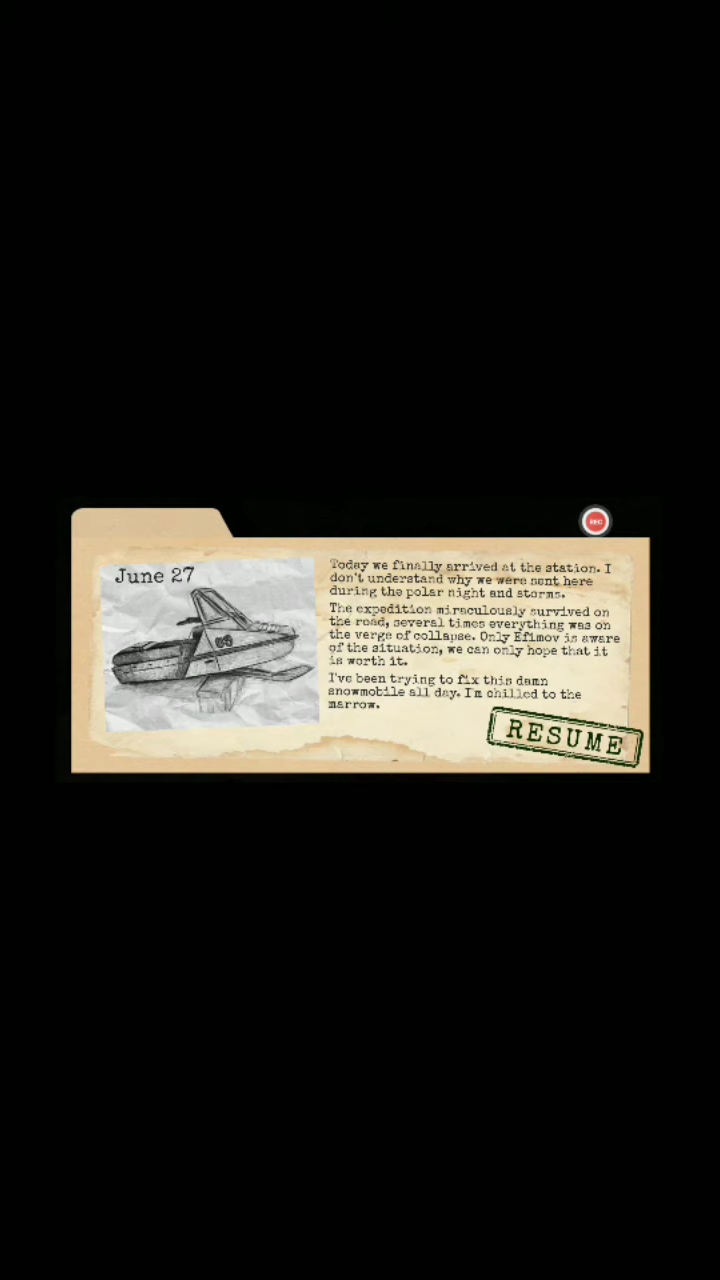 REC
June 27
Today we finally arrived at the station. I
don't understand why we were sent here
during the polar night and storms.
The expedition miraculously survived on
the road, several times everything was on
the verge of collapse. Only Efimov is aware
of the situation, we can only hope that it
is worth it.
I've been trying to fix this damn
snowmobile all day. I'm chilled to the
marrow.
RESUME